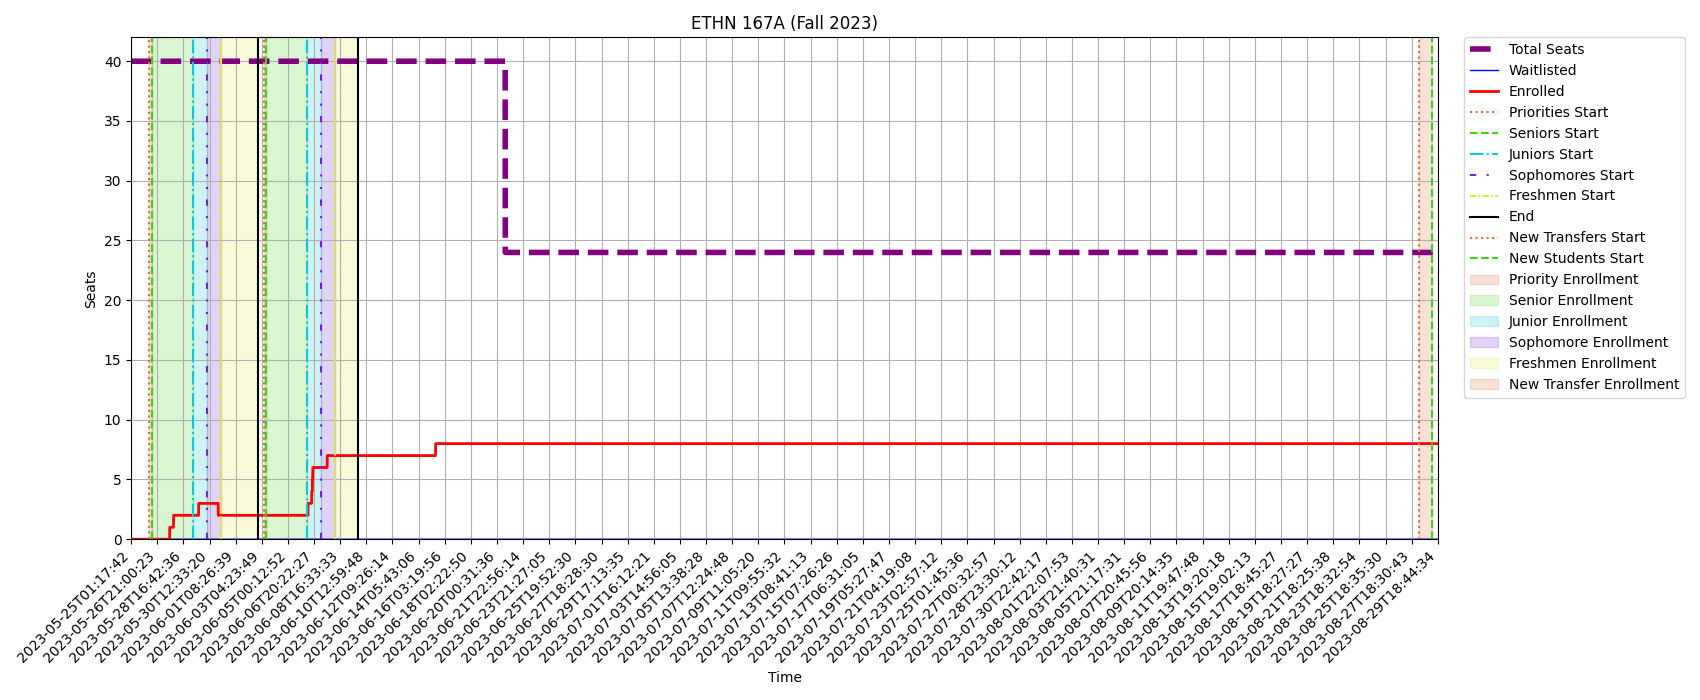 ETHN 167A (Fall 2023)
Seats
40
35
30
25
20
15
10
5
0
2023-05-25T01:17:42
2023-05-26T21:00:23
2023-05-28T16:42:36
2023-05-30T12:33:20
2023-06-01T08:26:39
2023-06-03T04:23:49
2023-06-05T00:12:52
2023-06-06T20:22:27
2023-06-08T16:33:33
2023-06-10T12:59:48
2023-06-12T09:26:14
2023-06-14T05:43:06
2023-06-16T03:19:56
2023-06-18T02:22:50
2023-06-20T00:31:36
2023-06-21T22:56:14
2023-06-23T21:27:05
2023-06-25T19:52:30
2023-06-27T18:28:30
2023-06-29T17:13:35
2023-07-01T16:12:21
2023-07-03T14:56:05
2023-07-05T13:38:28
2023-07-07T12:24:48
2023-07-09T11:05:20
2023-07-11T09:55:32
2023-07-13T08:41:13
2023-07-15T07:26:26
2023-07-17T06:31:05
2023-07-19T05:27:47
2023-07-21T04:19:08
2023-07-23T02:57:12
2023-07-25T01:45:36
2023-07-27T00:32:57
2023-07-28T23:30:12
2023-07-30T22:42:17
2023-08-01T22:07:53
2023-08-03T21:40:31
2023-08-05T21:17:31
2023-08-07T20:45:56
2023-08-09T20:14:35
2023-08-11T19:47:48
2023-08-13T19:20:18
2023-08-15T19:02:13
2023-08-17T18:45:27
2023-08-19T18:27:27
2023-08-21T18:25:38
2023-08-23T18:32:54
2023-08-25T18:35:30
2023-08-27T18:30:43
2023-08-29T18:44:34
Time
Total Seats
Waitlisted
Enrolled
Priorities Start
Seniors Start
Juniors Start
Sophomores Start
Freshmen Start
End
New Transfers Start
New Students Start
Priority Enrollment
Senior Enrollment
Junior Enrollment
Sophomore Enrollment
Freshmen Enrollment
New Transfer Enrollment